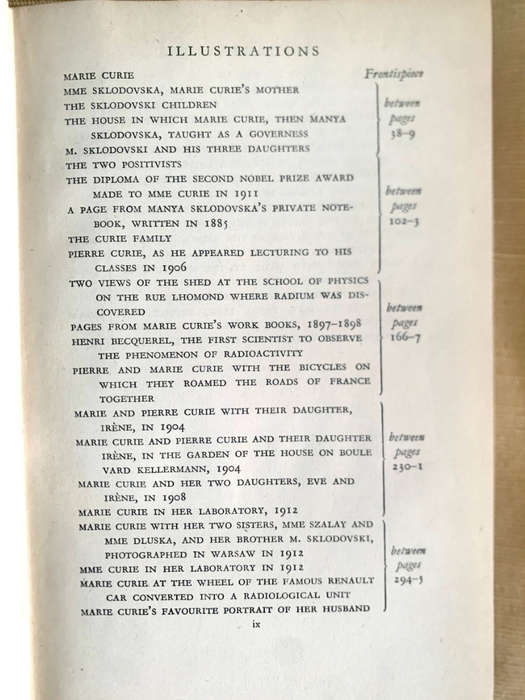 ILLUSTRATIONS
MARIE CURIE Frontispiece
MME SKLODOVSKA, MARIE CURIE'S MOTHER
THE SKLODOVSKI CHILDREN
THE HOUSE IN WHICH MARIE CURIE, THEN MANYA
SKLODOVSKA, TAUGHT AS A GOVERNESS
M. SKLODOVSKI AND HIS THREE DAUGHTERS
between
pages
38–9
THE TWO POSITIVISTS
THE DIPLOMA OF THE SECOND NOBEL PRIZE AWARD
MADE TO MME CURIE IN 1911
A PAGE FROM MANYA SKLODOVSKA'S PRIVATE NOTE-
BOOK, WRITTEN IN 1885
THE CURIE FAMILY
PIERRE CURIE, AS HE APPEARED LECTURING TO HIS
CLASSES IN 1906
between
pages
102–3
TWO VIEWS OF THE SHED AT THE SCHOOL OF PHYSICS
ON THE RUE LHOMOND WHERE RADIUM WAS DIS-
COVERED
PAGES FROM MARIE CURIE'S WORK BOOKS, 1897–1898
HENRI BECQUEREL, THE FIRST SCIENTIST TO OBSERVE
THE PHENOMENON OF RADIOACTIVITY
PIERRE AND MARIE CURIE WITH THE BICYCLES ON
WHICH THEY ROAMED THE ROADS OF FRANCE
TOGETHER
between
pages
166–7
MARIE AND PIERRE CURIE WITH THEIR DAUGHTER,
IRÈNE, IN 1904
MARIE CURIE AND PIERRE CURIE AND THEIR DAUGHTER
IRÈNE, IN THE GARDEN OF THE HOUSE ON BOULE
VARD KELLERMANN, 1904
MARIE CURIE AND HER TWO DAUGHTERS, EVE AND
IRÈNE, IN 1908
MARIE CURIE IN HER LABORATORY, 1912
between
pages
230–1
MARIE CURIE WITH HER TWO SISTERS, MME SZALAY AND
MME DLUSKA, AND HER BROTHER M. SKLODOVSKI,
PHOTOGRAPHED IN WARSAW IN 1912
MME CURIE IN HER LABORATORY IN 1912
MARIE CURIE AT THE WHEEL OF THE FAMOUS RENAULT
CAR CONVERTED INTO A RADIOLOGICAL UNIT
MARIE CURIE'S FAVOURITE PORTRAIT OF HER HUSBAND
between
pages
294–5
ix